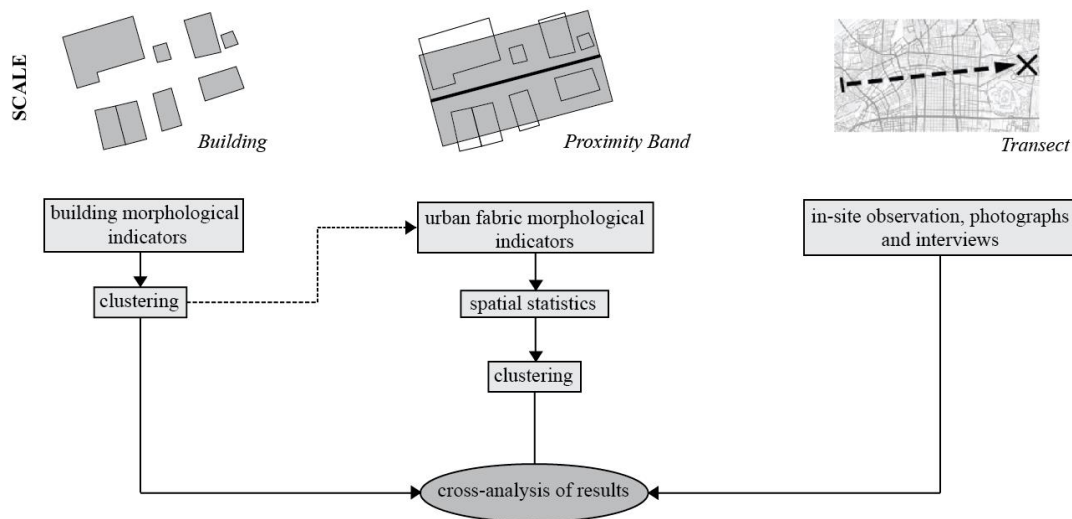 SCALE
Building
Proximity Band
Transect
building morphological
indicators
urban fabric morphological
indicators
in-site observation, photographs
and interviews
clustering
spatial statistics
clustering
cross-analysis of results